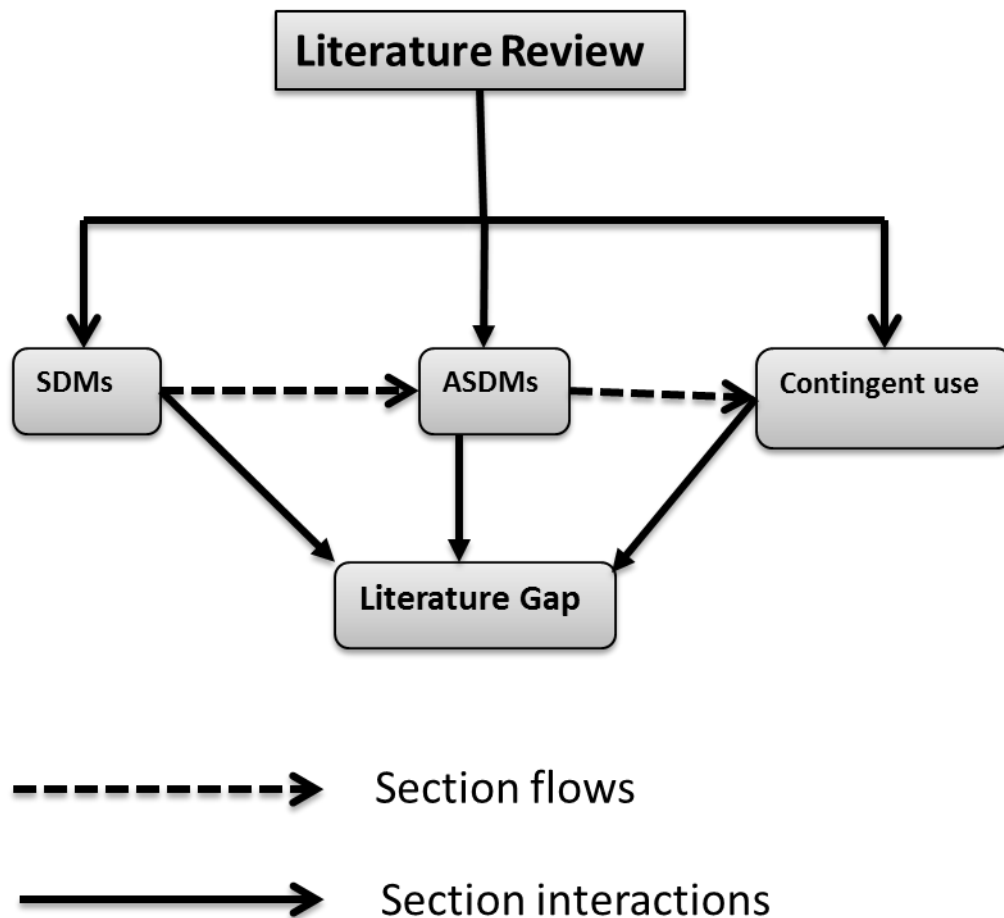 Literature Review
SDMs
ASDMs
Contingent use
Literature Gap
Section flows
Section interactions